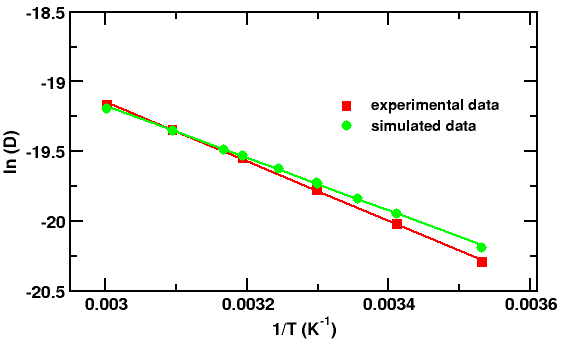 -18.5
-19
-19.5
-20
-20.5
ln (D)
experimental data
simulated data
0.003 0.0032 0.0034 0.0036
1/T (K⁻¹)